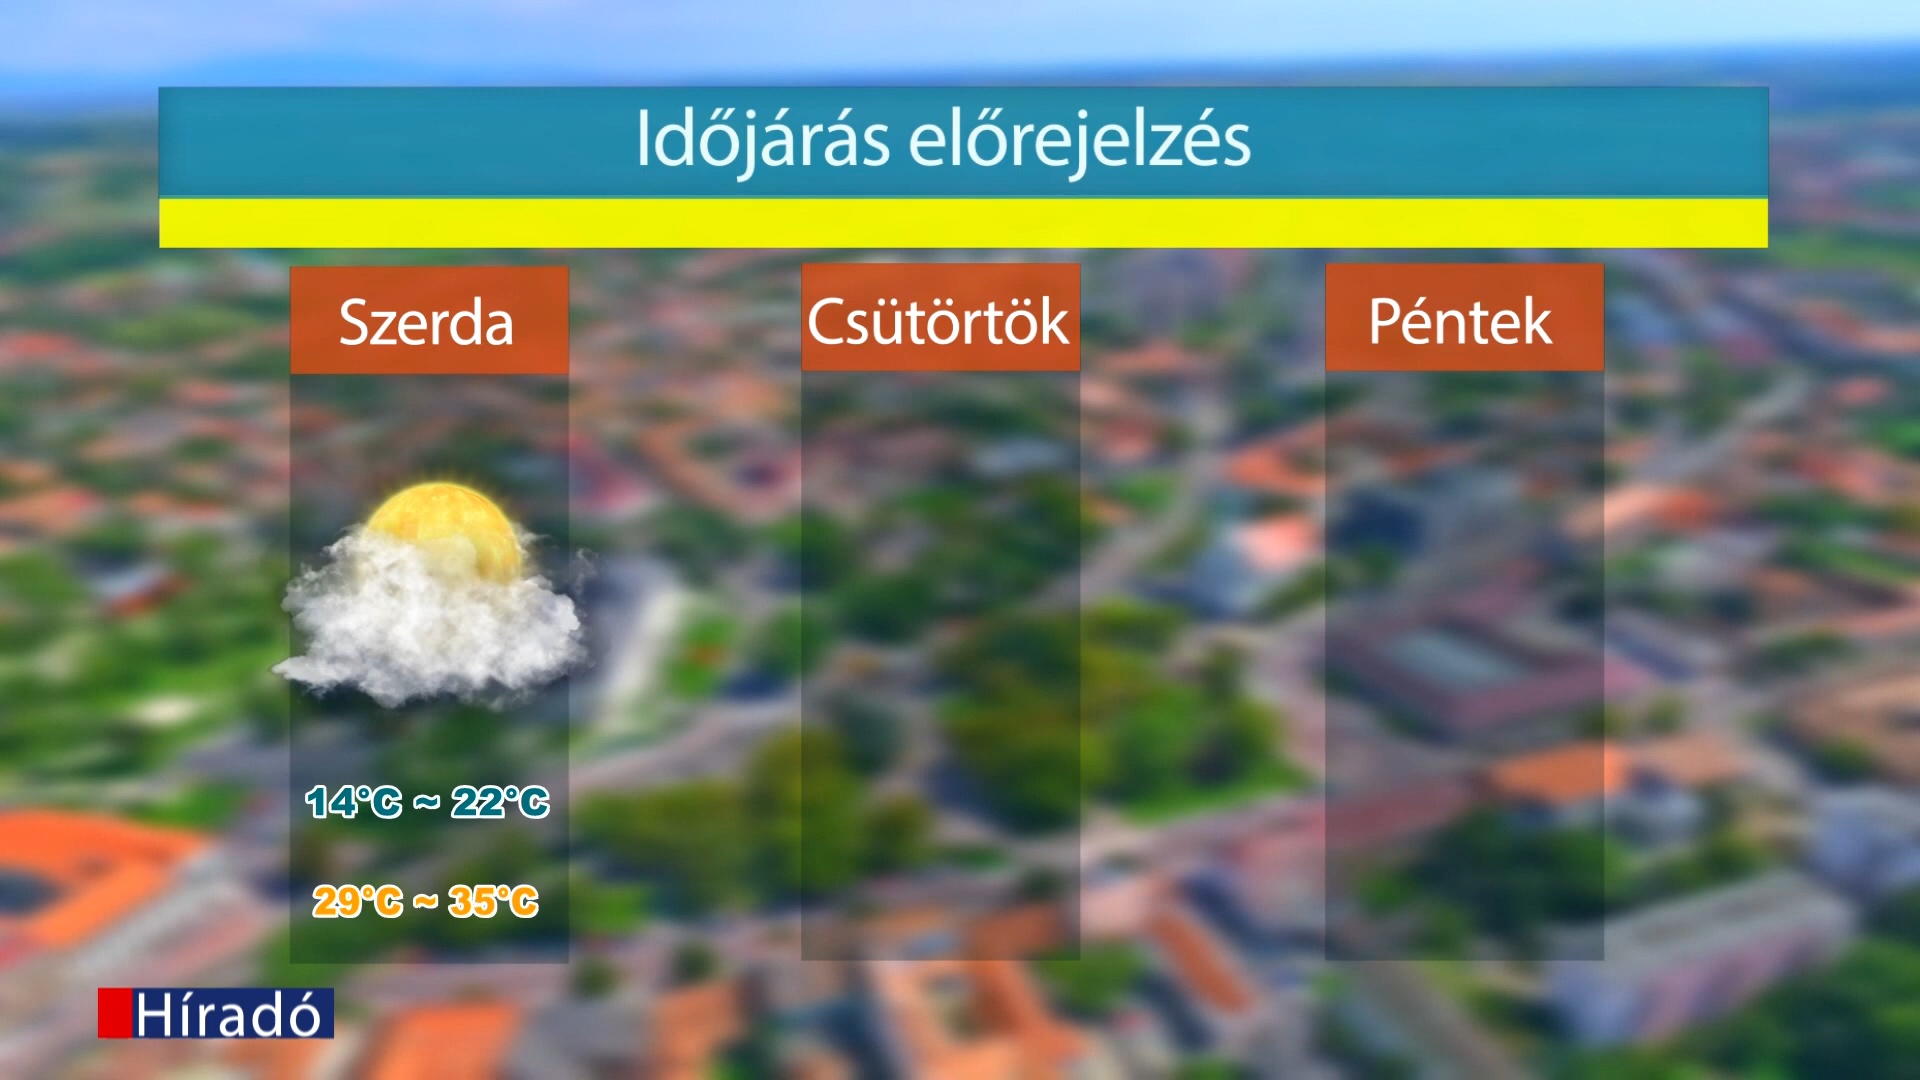 Időjárás előrejelzés
Szerda
Csütörtök
Péntek
14°C ~ 22°C
29°C ~ 35°C
Híradó